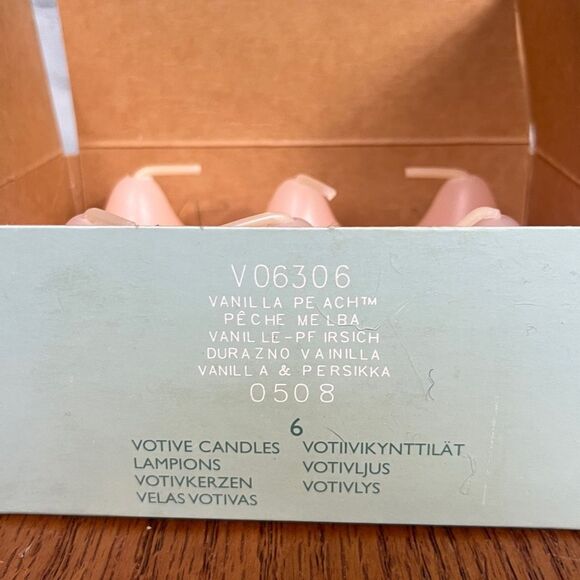 V06306
VANILLA PEACH™
PÊCHE MELBA
VANILLE-PFIRSICH
DURAZNO VAINILLA
VANILLA & PERSIKKA
0508
6
VOTIVE CANDLES
LAMPIONS
VOTIVKERZEN
VELAS VOTIVAS
VOTIIVIKYNTTILÄT
VOTIVLJUS
VOTIVLYS